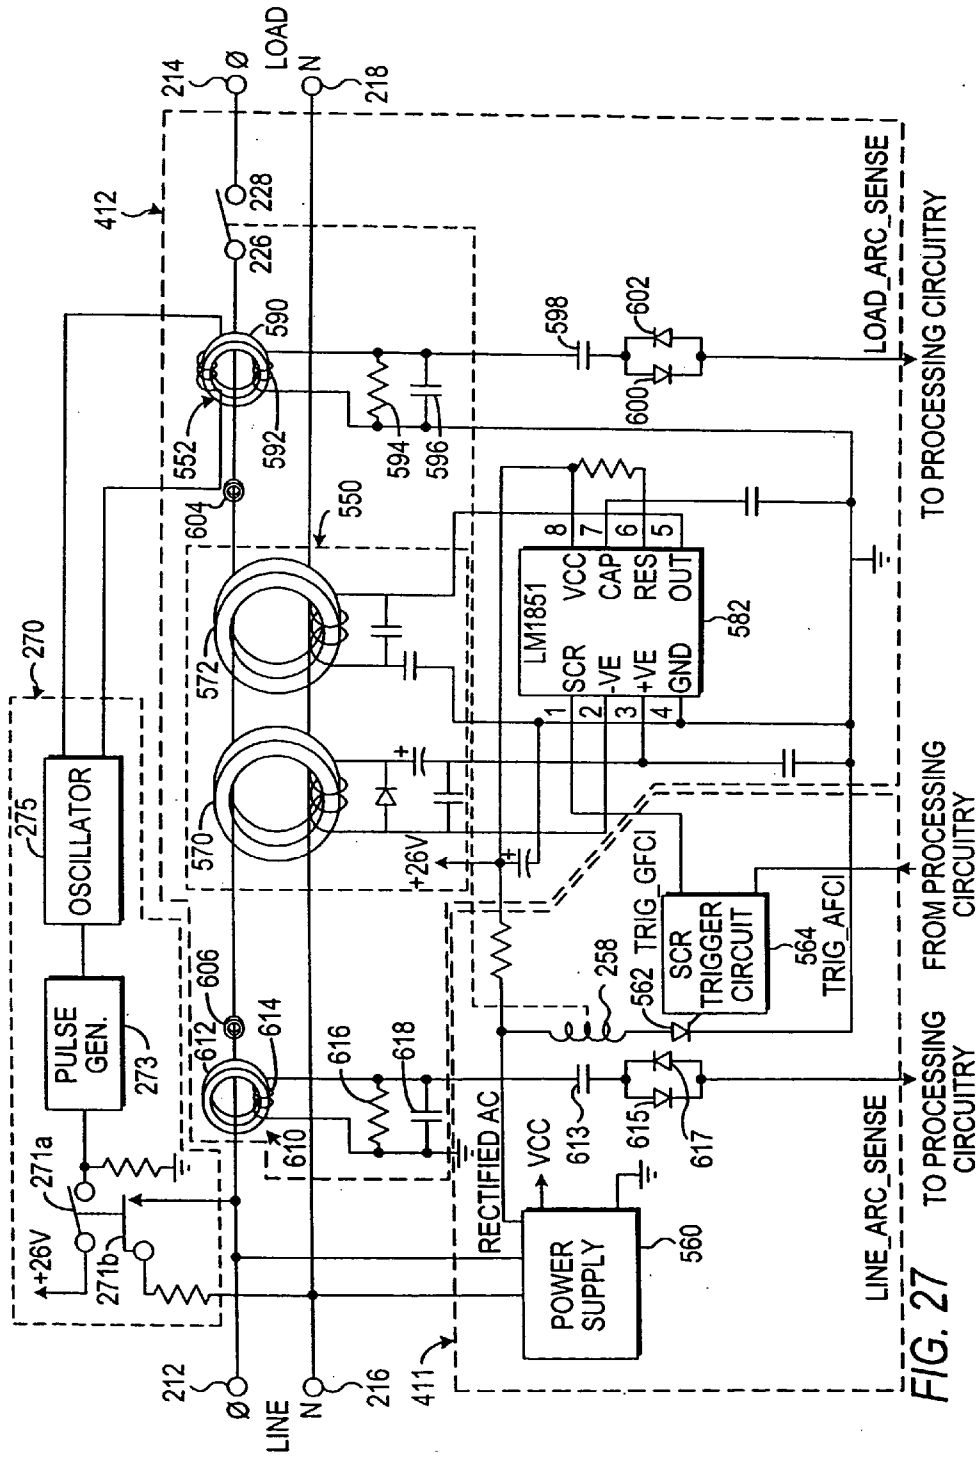 +26V
271a
271b
PULSE
GEN.
273
275
OSCILLATOR
270
212
Ø
LINE
N
216
606
612
614
616
618
610
570
572
550
604
552
590
592
594
596
412
226
228
214
Ø
LOAD
N
218
411
RECTIFIED AC
VCC
POWER
SUPPLY
560
613
615
617
258
562
TRIG_GFCI
SCR
TRIGGER
CIRCUIT
564
TRIG_AFCI
+26V
+
+
LM1851
1 SCR
2 -VE
3 +VE
4 GND
VCC 8
CAP 7
RES 6
OUT 5
582
598
600
602
LOAD_ARC_SENSE
LINE_ARC_SENSE
TO PROCESSING
CIRCUITRY
FROM PROCESSING
CIRCUITRY
TO PROCESSING CIRCUITRY
FIG. 27